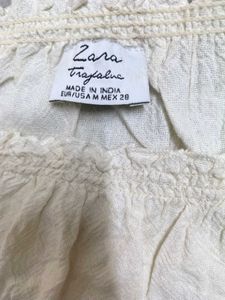 Zara
Trafaluc
MADE IN INDIA
EUR/USA M MEX 28